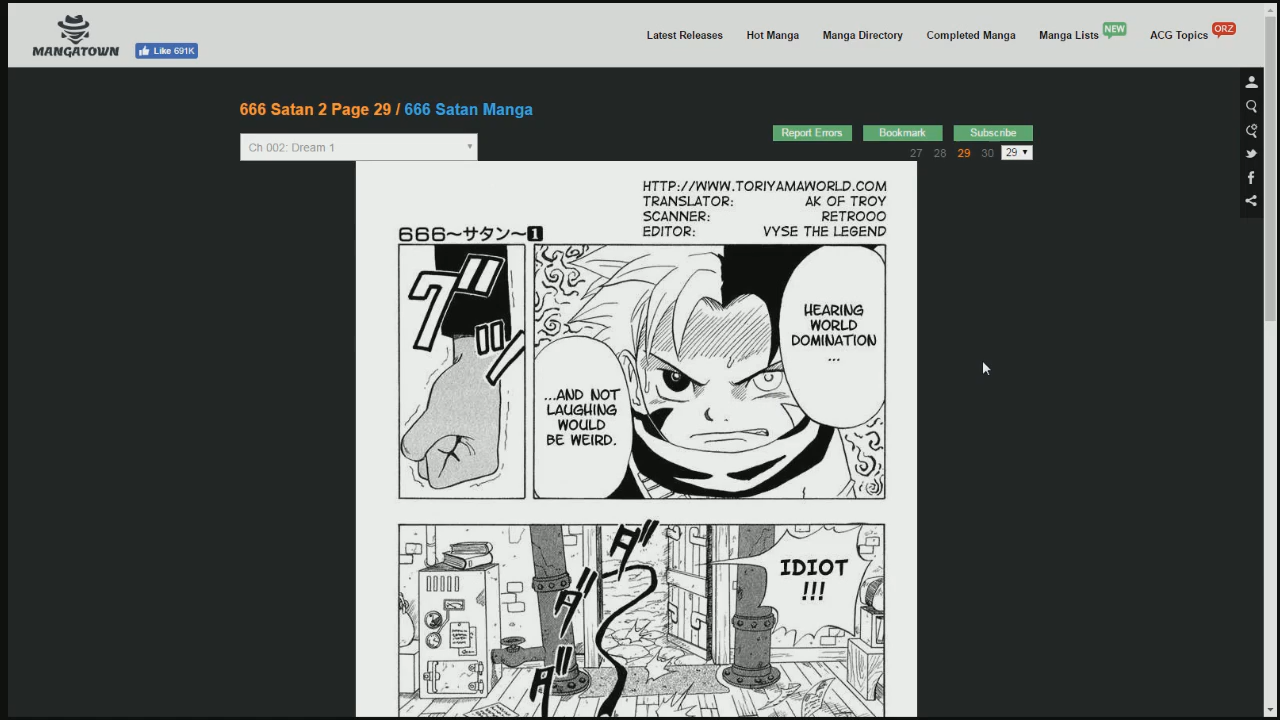 MANGATOWN
Like 691K
Latest Releases
Hot Manga
Manga Directory
Completed Manga
Manga Lists
NEW
ACG Topics
ORZ
666 Satan 2 Page 29 / 666 Satan Manga
Ch 002: Dream 1
Report Errors
Bookmark
Subscribe
27 28 29 30 29
HTTP://WWW.TORIYAMAWORLD.COM
TRANSLATOR: AK OF TROY
SCANNER: RETROOO
EDITOR: VYSE THE LEGEND
666～サタン～1
HEARING
WORLD
DOMINATION
...
...AND NOT
LAUGHING
WOULD
BE WEIRD.
IDIOT
!!!
ダ
ダ
ダ